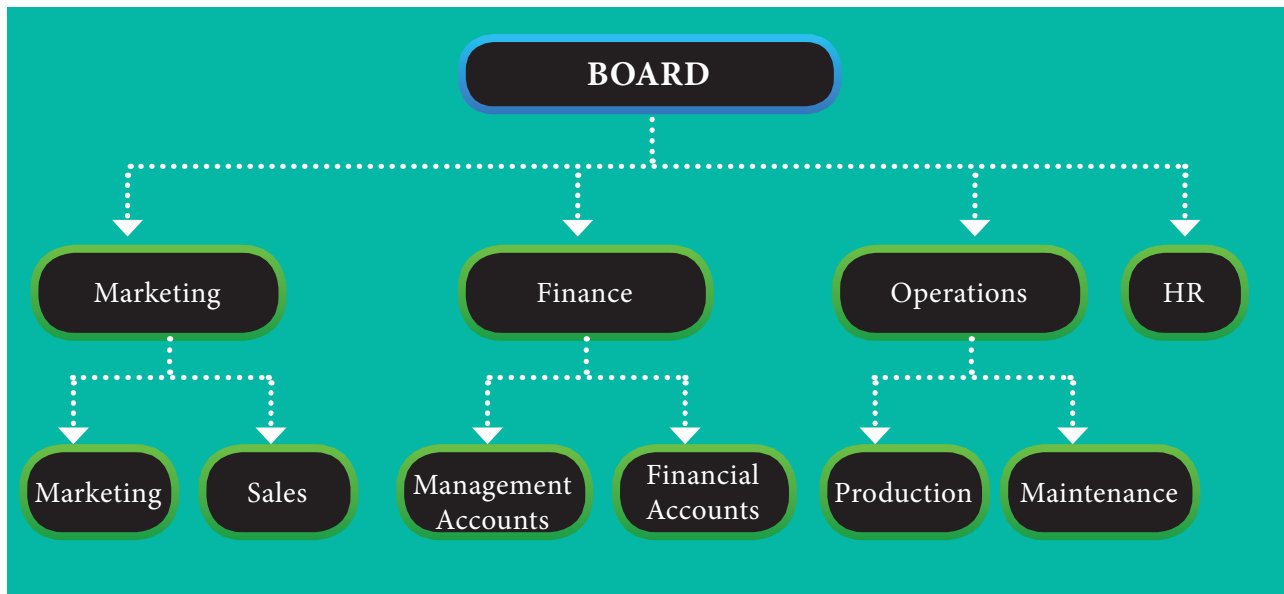 BOARD
Marketing
Finance
Operations
HR
Marketing
Sales
Management
Accounts
Financial
Accounts
Production
Maintenance